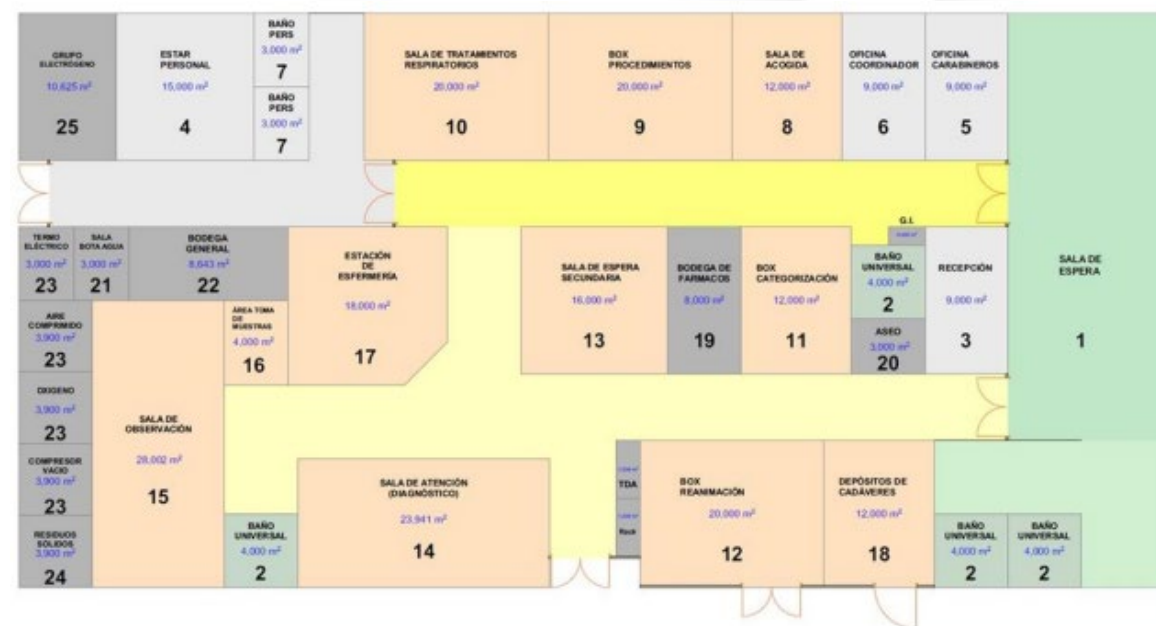 GRUPO
ELECTRÓGENO
10,625 m²
25
ESTAR
PERSONAL
15,000 m²
4
BAÑO
PERS
3,000 m²
7
BAÑO
PERS
3,000 m²
7
SALA DE TRATAMIENTOS
RESPIRATORIOS
20,000 m²
10
BOX
PROCEDIMIENTOS
20,000 m²
9
SALA DE
ACOGIDA
12,000 m²
8
OFICINA
COORDINADOR
9,000 m²
6
OFICINA
CARABINEROS
9,000 m²
5
TERMO
ELÉCTRICO
3,000 m²
23
SALA
BOTA AGUA
3,000 m²
21
BODEGA
GENERAL
8,643 m²
22
ESTACIÓN
DE
ESFERMERÍA
18,000 m²
17
SALA DE ESPERA
SECUNDARIA
16,000 m²
13
BODEGA DE
FARMACOS
8,000 m²
19
BOX
CATEGORIZACIÓN
12,000 m²
11
G.I.
BAÑO
UNIVERSAL
4,000 m²
2
ASEO
3,000 m²
20
RECEPCIÓN
9,000 m²
3
SALA DE
ESPERA
1
AIRE
COMPRIMIDO
3,900 m²
23
OXIGENO
3,900 m²
23
COMPRESOR
VACIO
3,900 m²
23
RESIDUOS
SÓLIDOS
3,900 m²
24
SALA DE
OBSERVACIÓN
28,002 m²
15
ÁREA TOMA
DE
MUESTRAS
4,000 m²
16
BAÑO
UNIVERSAL
4,000 m²
2
SALA DE ATENCIÓN
(DIAGNÓSTICO)
23,941 m²
14
TDA
Rack
BOX
REANIMACIÓN
20,000 m²
12
DEPÓSITOS DE
CADÁVERES
12,000 m²
18
BAÑO
UNIVERSAL
4,000 m²
2
BAÑO
UNIVERSAL
4,000 m²
2